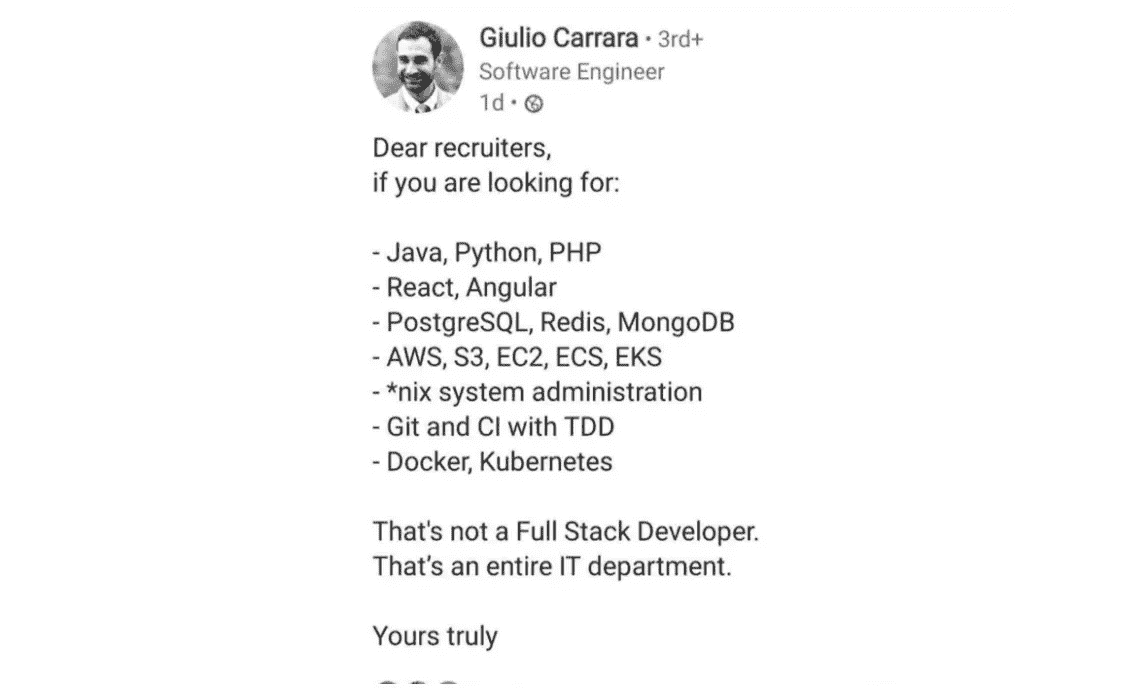 Giulio Carrara • 3rd+
Software Engineer
1d •
Dear recruiters,
if you are looking for:
- Java, Python, PHP
- React, Angular
- PostgreSQL, Redis, MongoDB
- AWS, S3, EC2, ECS, EKS
- *nix system administration
- Git and CI with TDD
- Docker, Kubernetes
That's not a Full Stack Developer.
That's an entire IT department.
Yours truly